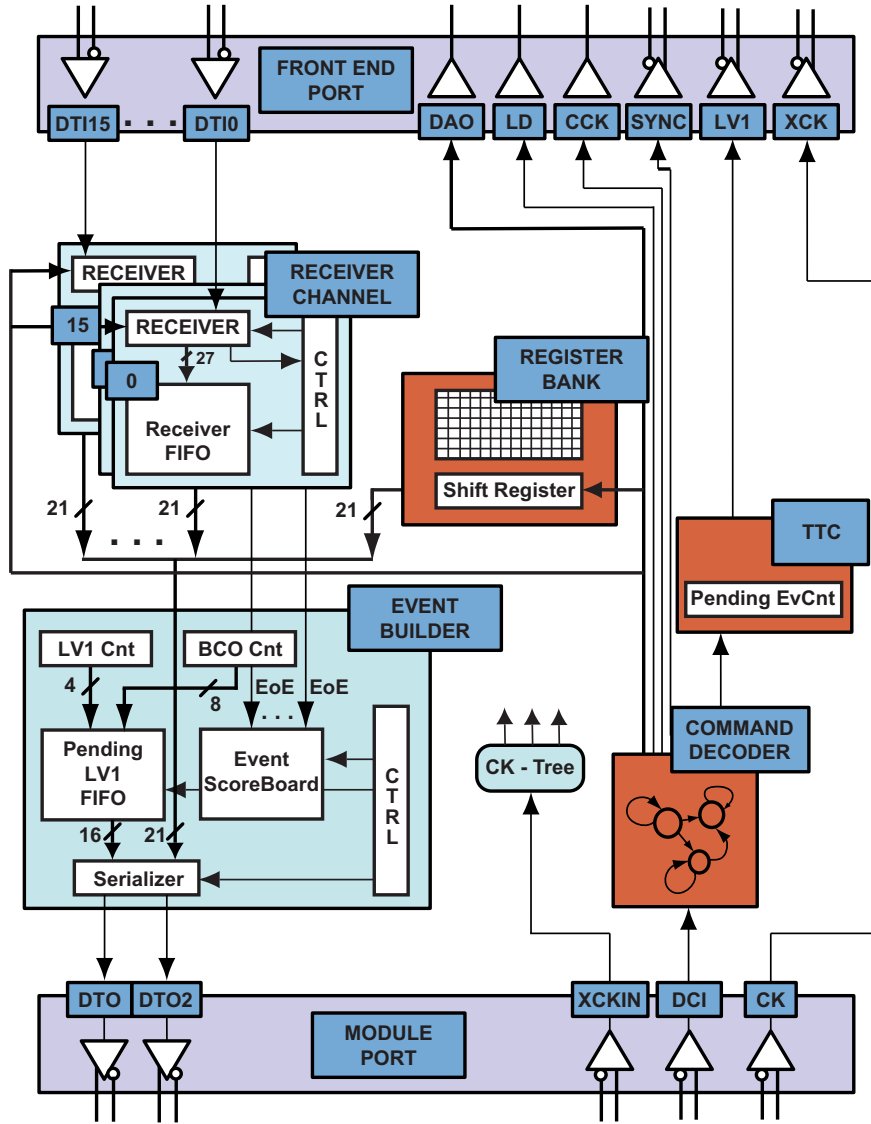 FRONT END
PORT
DTI15 . . . DTI0
DAO LD CCK SYNC LV1 XCK
RECEIVER
RECEIVER
CHANNEL
15
RECEIVER
0
27
CTRL
Receiver
FIFO
REGISTER
BANK
Shift Register
21 21 21
. . .
TTC
Pending EvCnt
EVENT
BUILDER
LV1 Cnt BCO Cnt
4 8 EoE EoE
. . .
Pending
LV1
FIFO
Event
ScoreBoard
CTRL
16 21
Serializer
CK - Tree
COMMAND
DECODER
DTO DTO2 XCKIN DCI CK
MODULE
PORT